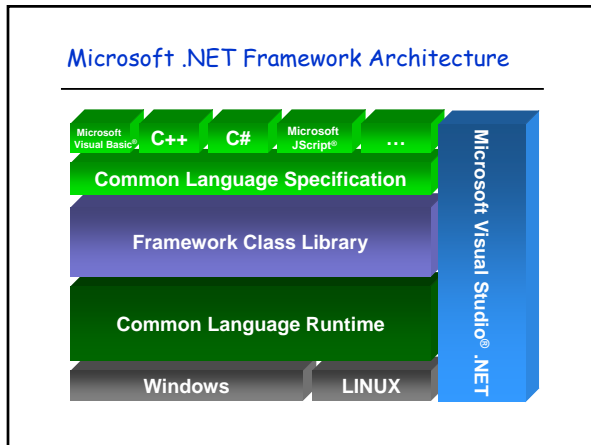 Microsoft .NET Framework Architecture
Microsoft
Visual Basic®
C++
C#
Microsoft
JScript®
...
Common Language Specification
Framework Class Library
Common Language Runtime
Windows
LINUX
Microsoft Visual Studio® .NET